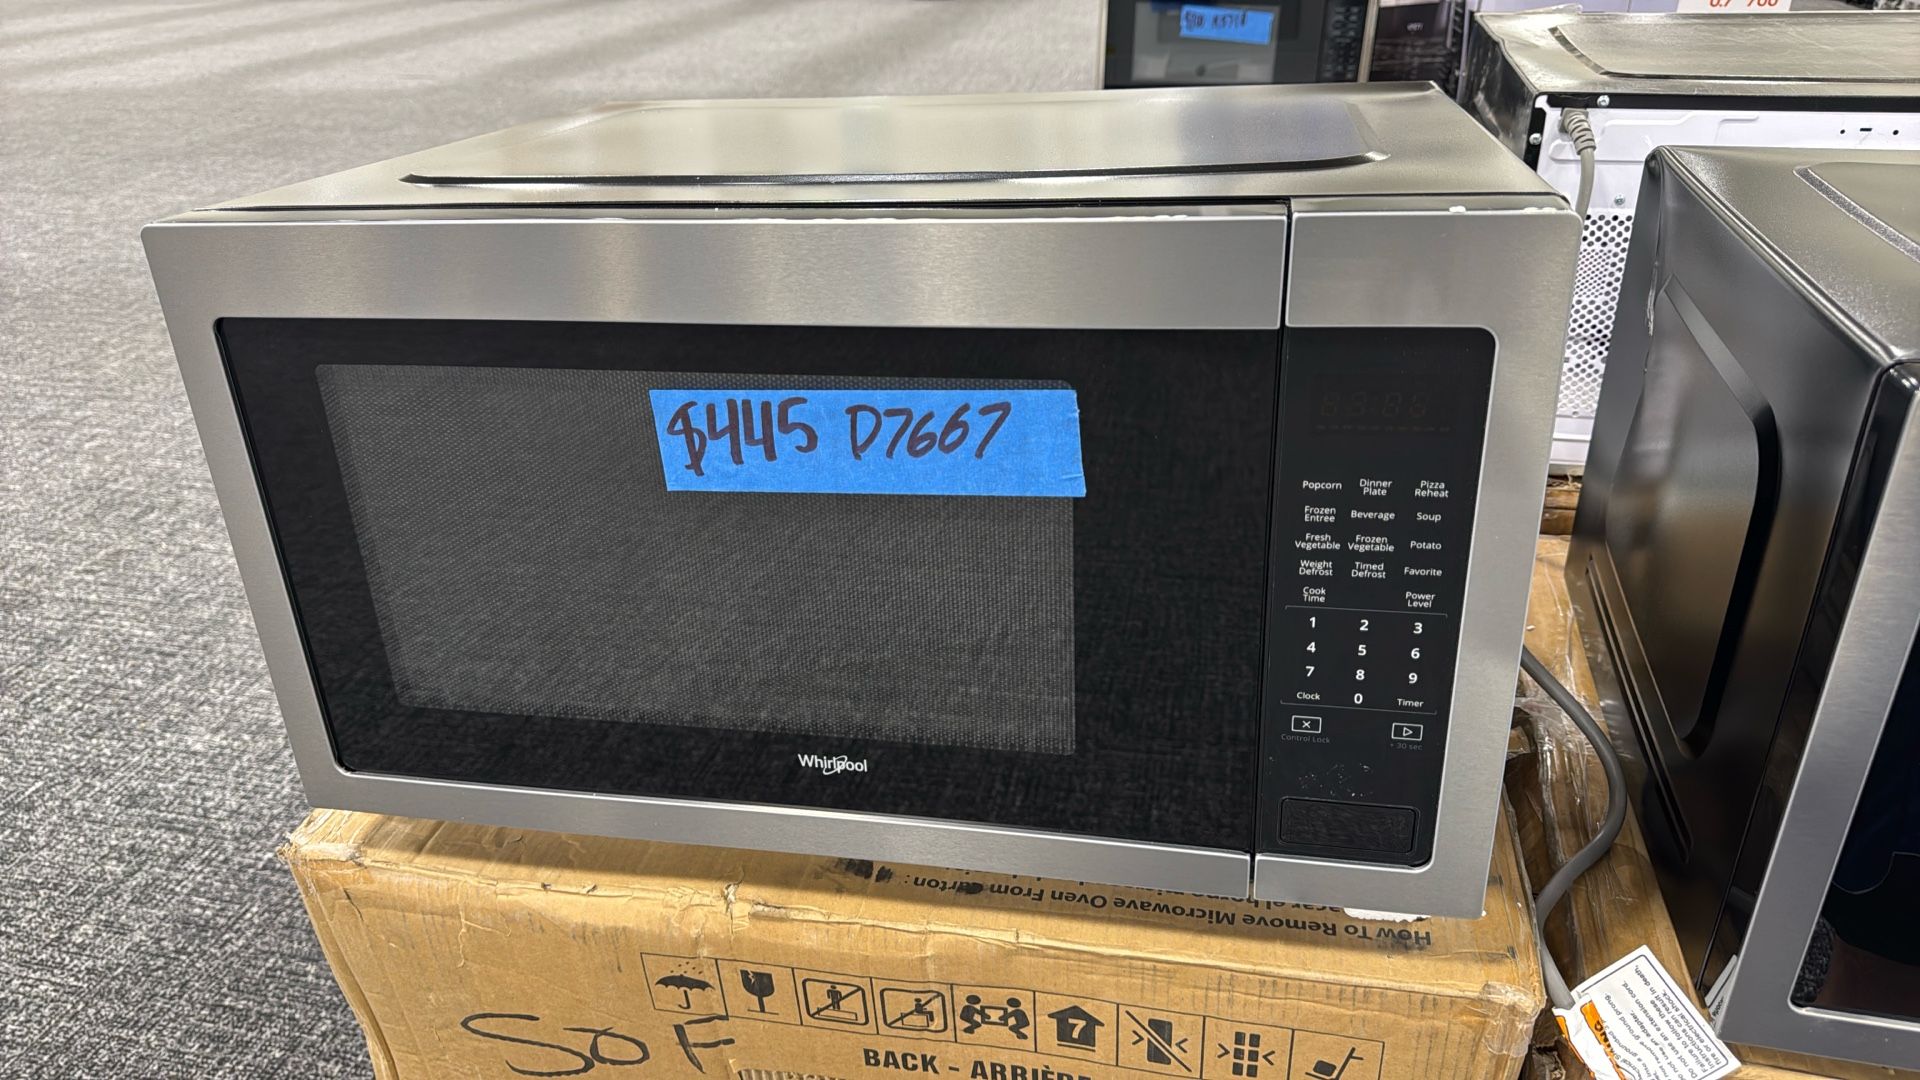 $445 D7667
Popcorn Dinner Plate Pizza Reheat
Frozen Entree Beverage Soup
Fresh Vegetable Frozen Vegetable Potato
Weight Defrost Timed Defrost Favorite
Cook Time Power Level
1 2 3
4 5 6
7 8 9
Clock 0 Timer
Control Lock + 30 sec
Whirlpool
How To Remove Microwave Oven From Carton:
7
SOF
BACK - ARRIÈRE